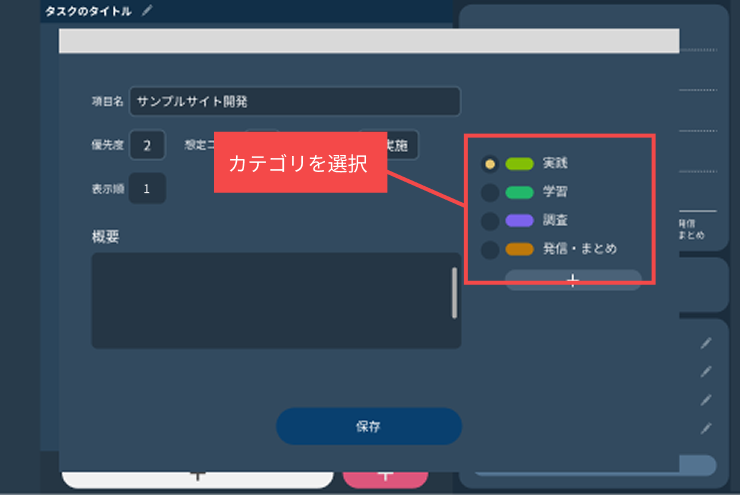 タスクのタイトル
項目名 サンプルサイト開発
優先度 2 想定コ 実施
カテゴリを選択
表示順 1
概要
実践
学習
調査
発信・まとめ
+
発信
まとめ
保存
+ +